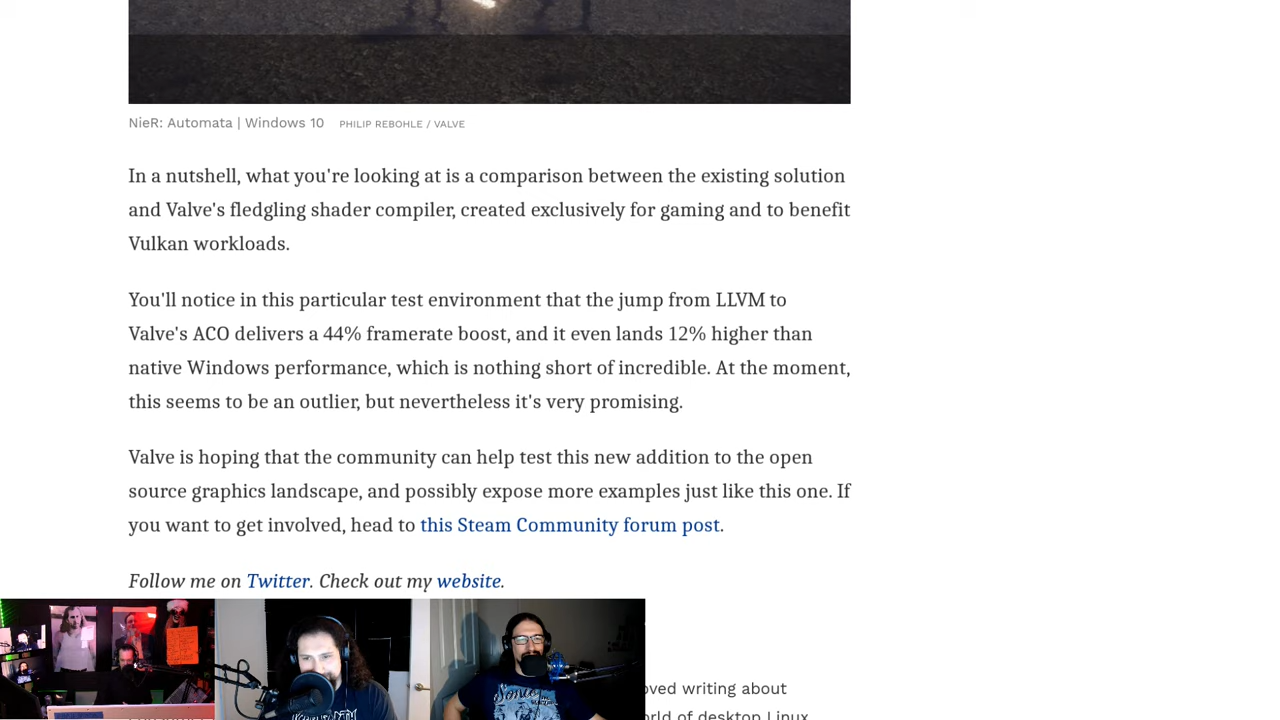 NieR: Automata | Windows 10 PHILIP REBOHLE / VALVE
In a nutshell, what you're looking at is a comparison between the existing solution
and Valve's fledgling shader compiler, created exclusively for gaming and to benefit
Vulkan workloads.
You'll notice in this particular test environment that the jump from LLVM to
Valve's ACO delivers a 44% framerate boost, and it even lands 12% higher than
native Windows performance, which is nothing short of incredible. At the moment,
this seems to be an outlier, but nevertheless it's very promising.
Valve is hoping that the community can help test this new addition to the open
source graphics landscape, and possibly expose more examples just like this one. If
you want to get involved, head to this Steam Community forum post.
Follow me on Twitter. Check out my website.
writing about
of desktop Linux